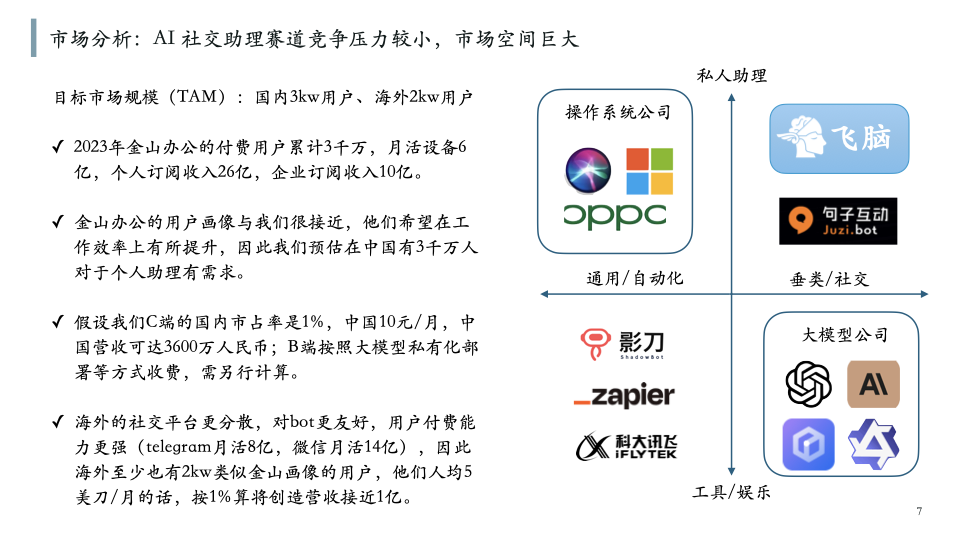 市场分析：AI 社交助理赛道竞争压力较小，市场空间巨大
目标市场规模（TAM）：国内3kw用户、海外2kw用户
✓ 2023年金山办公的付费用户累计3千万，月活设备6
亿，个人订阅收入26亿，企业订阅收入10亿。
✓ 金山办公的用户画像与我们很接近，他们希望在工
作效率上有所提升，因此我们预估在中国有3千万人
对于个人助理有需求。
✓ 假设我们C端的国内市占率是1%，中国10元/月，中
国营收可达3600万人民币；B端按照大模型私有化部
署等方式收费，需另行计算。
✓ 海外的社交平台更分散，对bot更友好，用户付费能
力更强（telegram月活8亿，微信月活14亿），因此
海外至少也有2kw类似金山画像的用户，他们人均5
美刀/月的话，按1%算将创造营收接近1亿。
私人助理
操作系统公司
oppo
飞脑
句子互动
Juzi.bot
通用/自动化
垂类/社交
影刀
ShadowBot
zapier
科大讯飞
iFLYTEK
大模型公司
AI
工具/娱乐
7